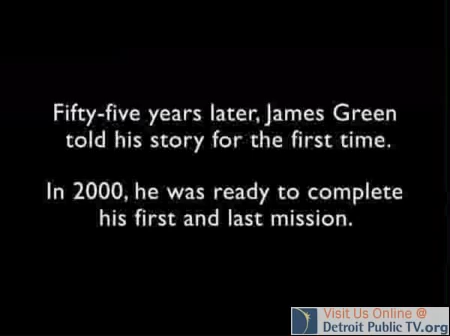 Fifty-five years later, James Green
told his story for the first time.
In 2000, he was ready to complete
his first and last mission.
Visit Us Online @
Detroit Public TV.org